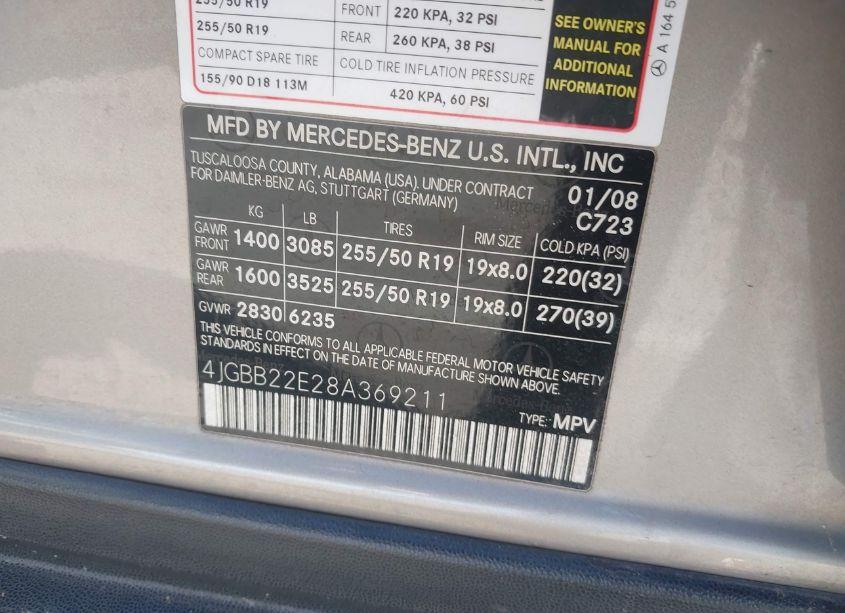 255/50 R19
FRONT 220 KPA, 32 PSI
255/50 R19
REAR 260 KPA, 38 PSI
COMPACT SPARE TIRE
COLD TIRE INFLATION PRESSURE
155/90 D18 113M
420 KPA, 60 PSI
SEE OWNER'S
MANUAL FOR
ADDITIONAL
INFORMATION
A 164 5
MFD BY MERCEDES-BENZ U.S. INTL., INC
TUSCALOOSA COUNTY, ALABAMA (USA). UNDER CONTRACT
FOR DAIMLER-BENZ AG, STUTTGART (GERMANY)
01/08
C723
KG LB TIRES RIM SIZE COLD KPA (PSI)
GAWR FRONT 1400 3085 255/50 R19 19x8.0 220(32)
GAWR REAR 1600 3525 255/50 R19 19x8.0 270(39)
GVWR 2830 6235
THIS VEHICLE CONFORMS TO ALL APPLICABLE FEDERAL MOTOR VEHICLE SAFETY
STANDARDS IN EFFECT ON THE DATE OF MANUFACTURE SHOWN ABOVE.
4JGBB22E28A369211
TYPE: MPV